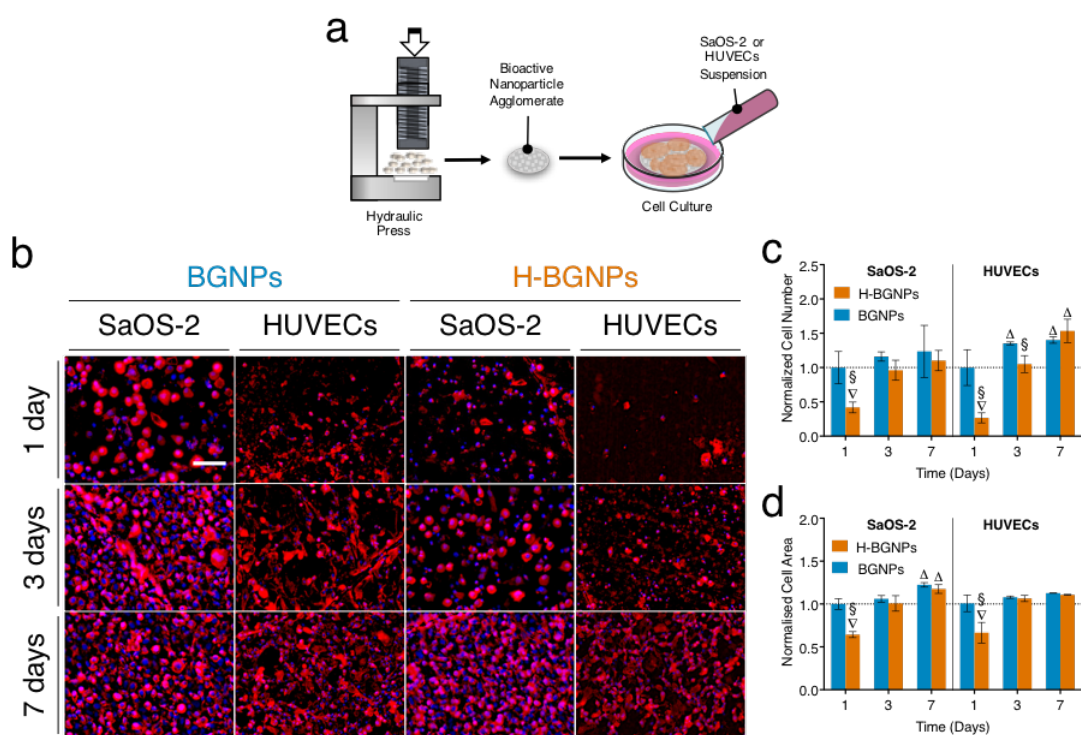 a
SaOS-2 or
HUVECs
Suspension
Bioactive
Nanoparticle
Agglomerate
Hydraulic
Press
Cell Culture
b
BGNPs
H-BGNPs
SaOS-2
HUVECs
SaOS-2
HUVECs
1 day
3 days
7 days
c
SaOS-2
HUVECs
H-BGNPs
BGNPs
Normalized Cell Number
2.5
2.0
1.5
1.0
0.5
0.0
§
∇
Δ
§
∇
§
Δ
Δ
1 3 7 1 3 7
Time (Days)
d
SaOS-2
HUVECs
H-BGNPs
BGNPs
Normalised Cell Area
2.0
1.5
1.0
0.5
0.0
§
∇
Δ Δ
§
∇
1 3 7 1 3 7
Time (Days)